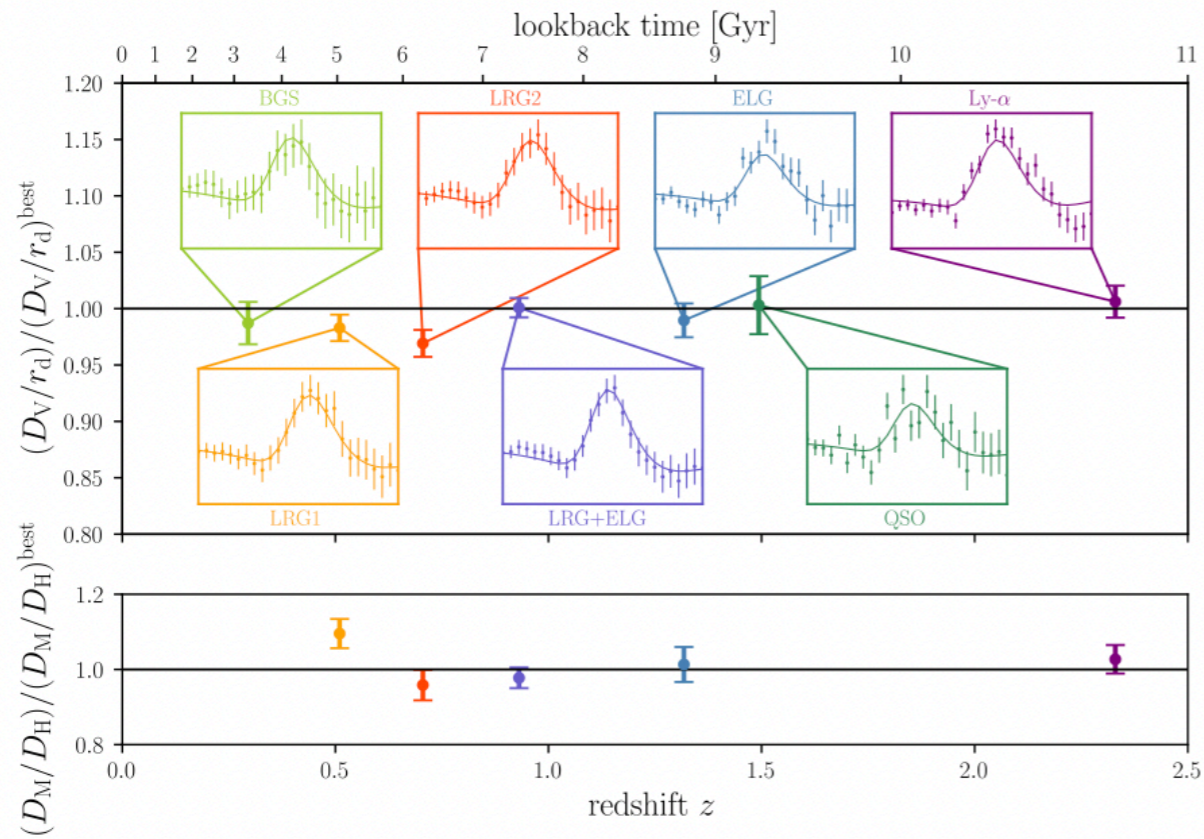 lookback time [Gyr]
0 1 2 3 4 5 6 7 8 9 10 11
1.20
1.15
1.10
1.05
1.00
0.95
0.90
0.85
0.80
(D_V/r_d)/(D_V/r_d)^best
BGS
LRG2
ELG
Ly-α
LRG1
LRG+ELG
QSO
1.2
1.0
0.8
(D_M/D_H)/(D_M/D_H)^best
0.0 0.5 1.0 1.5 2.0 2.5
redshift z